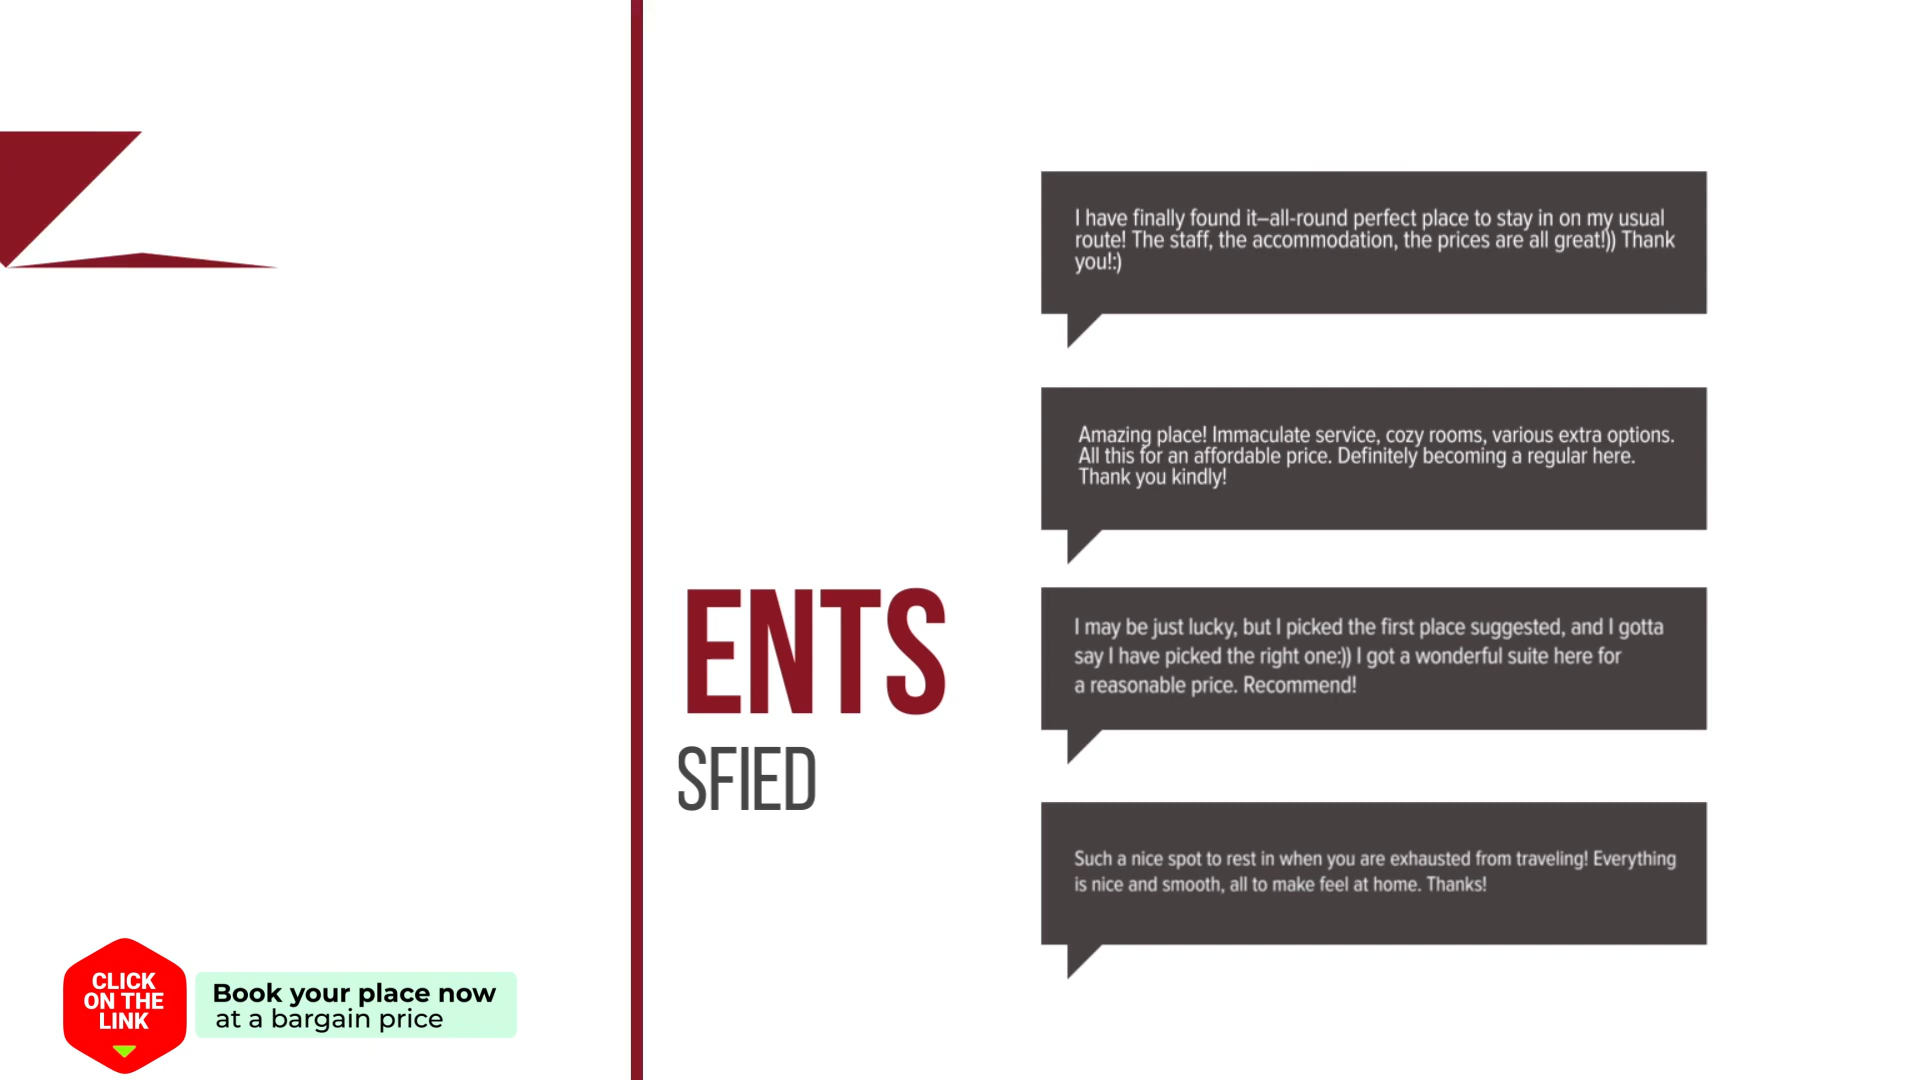 I have finally found it–all-round perfect place to stay in on my usual
route! The staff, the accommodation, the prices are all great!)) Thank
you!:)
Amazing place! Immaculate service, cozy rooms, various extra options.
All this for an affordable price. Definitely becoming a regular here.
Thank you kindly!
ENTS
SFIED
I may be just lucky, but I picked the first place suggested, and I gotta
say I have picked the right one:)) I got a wonderful suite here for
a reasonable price. Recommend!
Such a nice spot to rest in when you are exhausted from traveling! Everything
is nice and smooth, all to make feel at home. Thanks!
CLICK
ON THE
LINK
Book your place now
at a bargain price